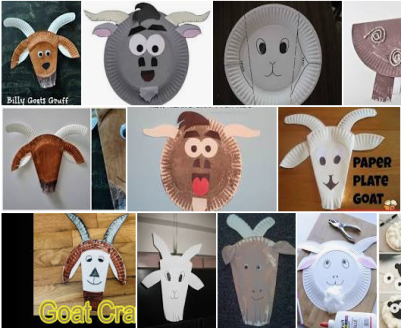 Billy Goats Gruff
PAPER
PLATE
GOAT
Goat Cra